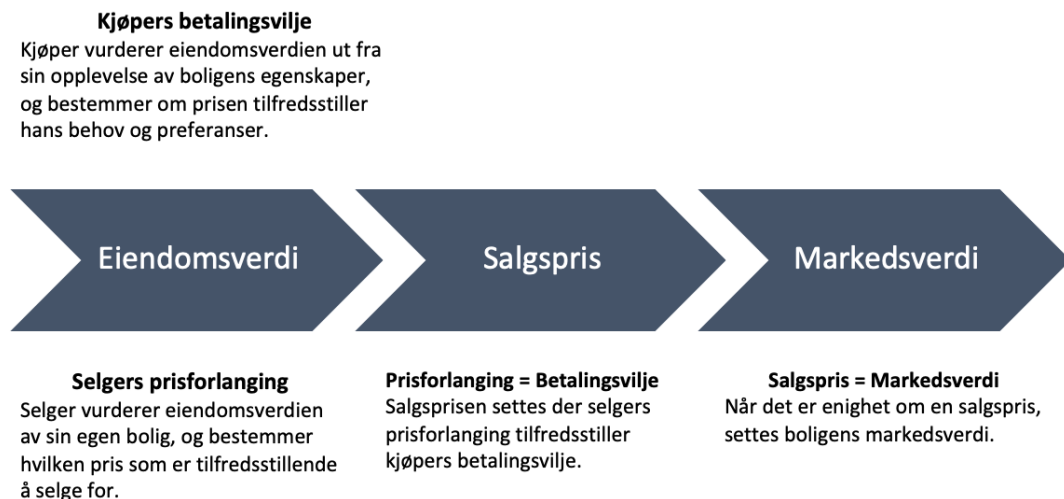 Kjøpers betalingsvilje
Kjøper vurderer eiendomsverdien ut fra
sin opplevelse av boligens egenskaper,
og bestemmer om prisen tilfredsstiller
hans behov og preferanser.
Eiendomsverdi
Salgspris
Markedsverdi
Selgers prisforlanging
Selger vurderer eiendomsverdien
av sin egen bolig, og bestemmer
hvilken pris som er tilfredsstillende
å selge for.
Prisforlanging = Betalingsvilje
Salgsprisen settes der selgers
prisforlanging tilfredsstiller
kjøpers betalingsvilje.
Salgspris = Markedsverdi
Når det er enighet om en salgspris,
settes boligens markedsverdi.